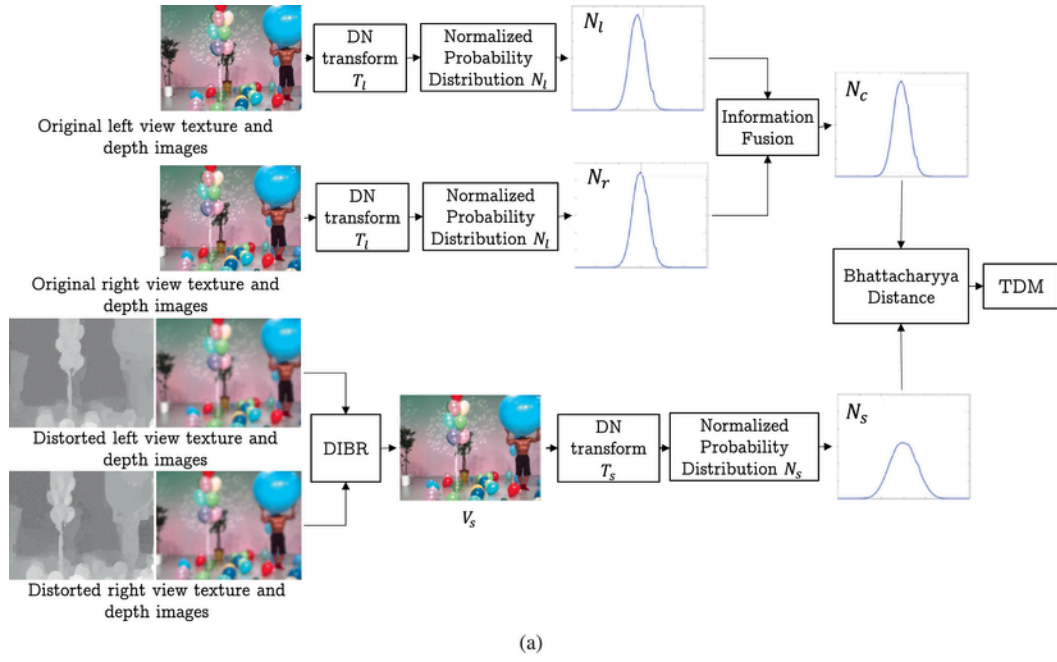 DN
transform
T_l
Normalized
Probability
Distribution N_l
N_l
Original left view texture and
depth images
Information
Fusion
N_c
DN
transform
T_l
Normalized
Probability
Distribution N_l
N_r
Original right view texture and
depth images
Bhattacharyya
Distance
TDM
Distorted left view texture and
depth images
DIBR
V_s
DN
transform
T_s
Normalized
Probability
Distribution N_s
N_s
Distorted right view texture and
depth images
(a)